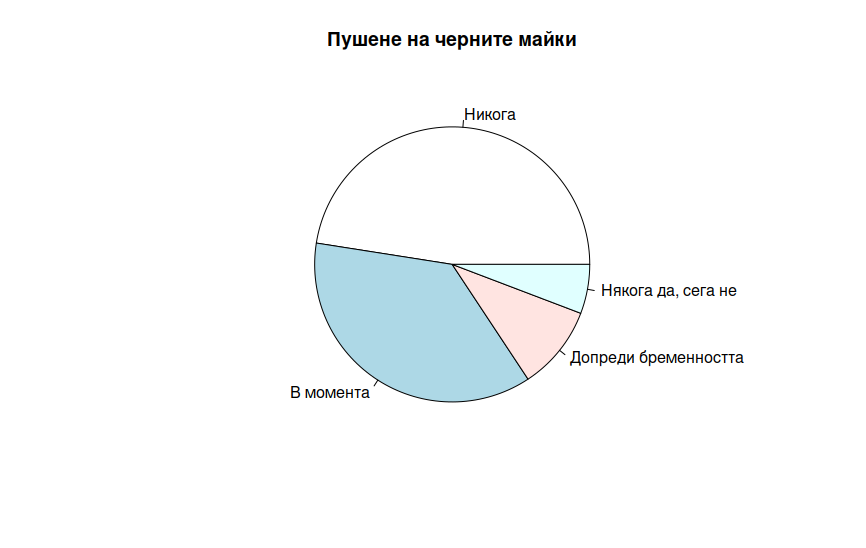 Пушене на черните майки
Никога
Някога да, сега не
Допреди бременността
В момента